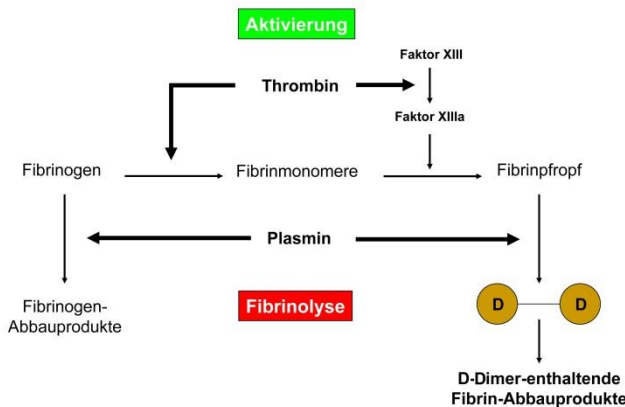 Aktivierung
Faktor XIII
Thrombin
Faktor XIIIa
Fibrinogen
Fibrinmonomere
Fibrinpfropf
Plasmin
Fibrinogen-
Abbauprodukte
Fibrinolyse
D D
D-Dimer-enthaltende
Fibrin-Abbauprodukte